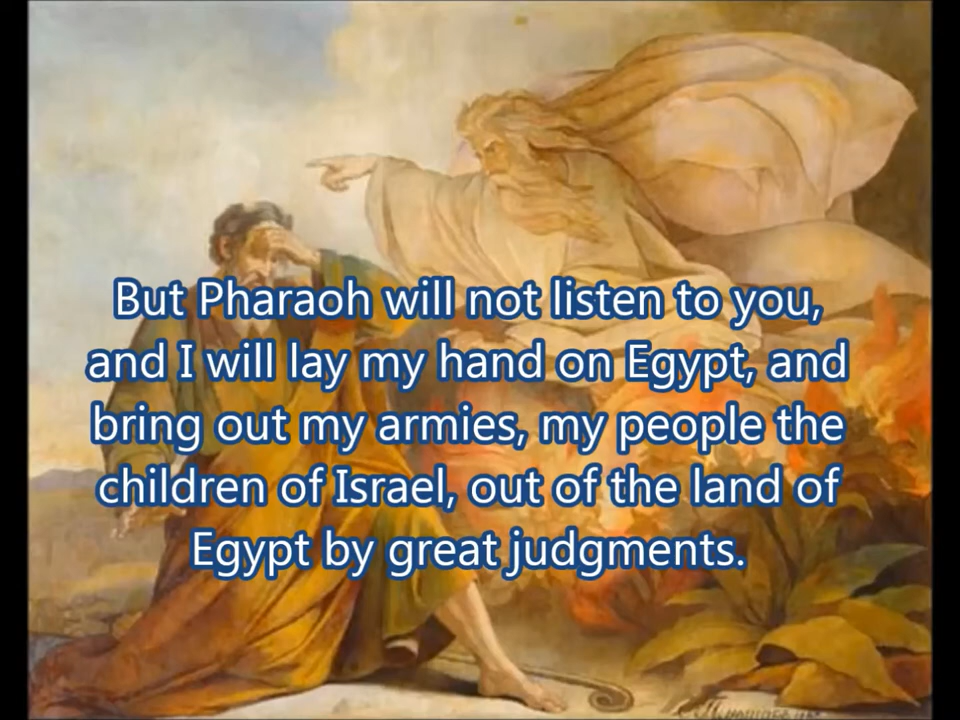 But Pharaoh will not listen to you,
and I will lay my hand on Egypt, and
bring out my armies, my people the
children of Israel, out of the land of
Egypt by great judgments.